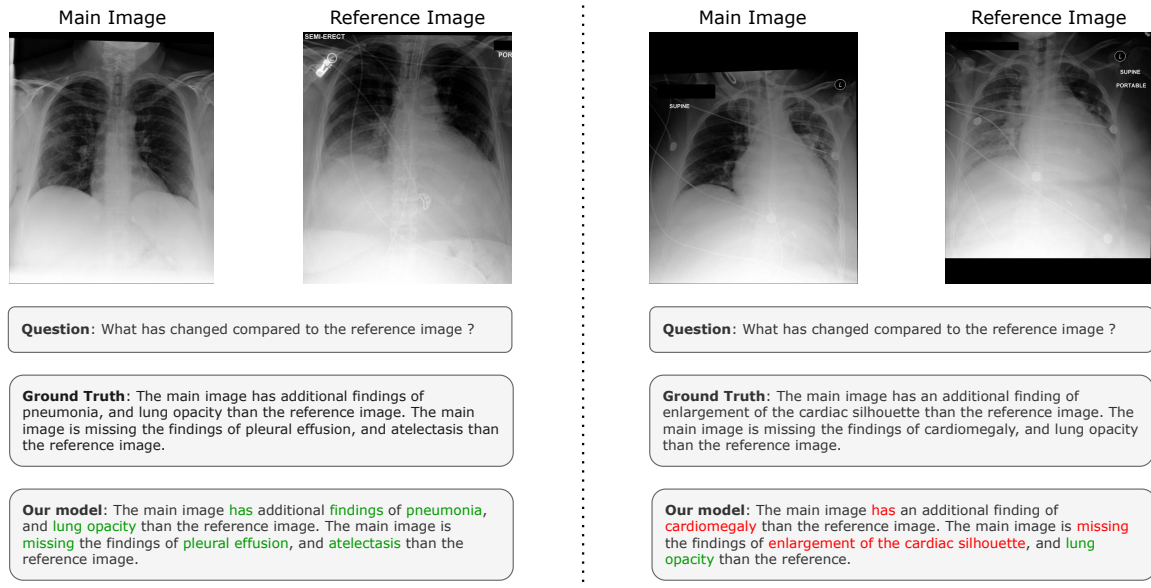 Main Image
Reference Image
SEMI-ERECT
L
POR
Question: What has changed compared to the reference image ?
Ground Truth: The main image has additional findings of
pneumonia, and lung opacity than the reference image. The main
image is missing the findings of pleural effusion, and atelectasis than
the reference image.
Our model: The main image has additional findings of pneumonia,
and lung opacity than the reference image. The main image is
missing the findings of pleural effusion, and atelectasis than the
reference image.
Main Image
Reference Image
L
SUPINE
L
SUPINE
PORTABLE
Question: What has changed compared to the reference image ?
Ground Truth: The main image has an additional finding of
enlargement of the cardiac silhouette than the reference image. The
main image is missing the findings of cardiomegaly, and lung opacity
than the reference image.
Our model: The main image has an additional finding of
cardiomegaly than the reference image. The main image is missing
the findings of enlargement of the cardiac silhouette, and lung
opacity than the reference.